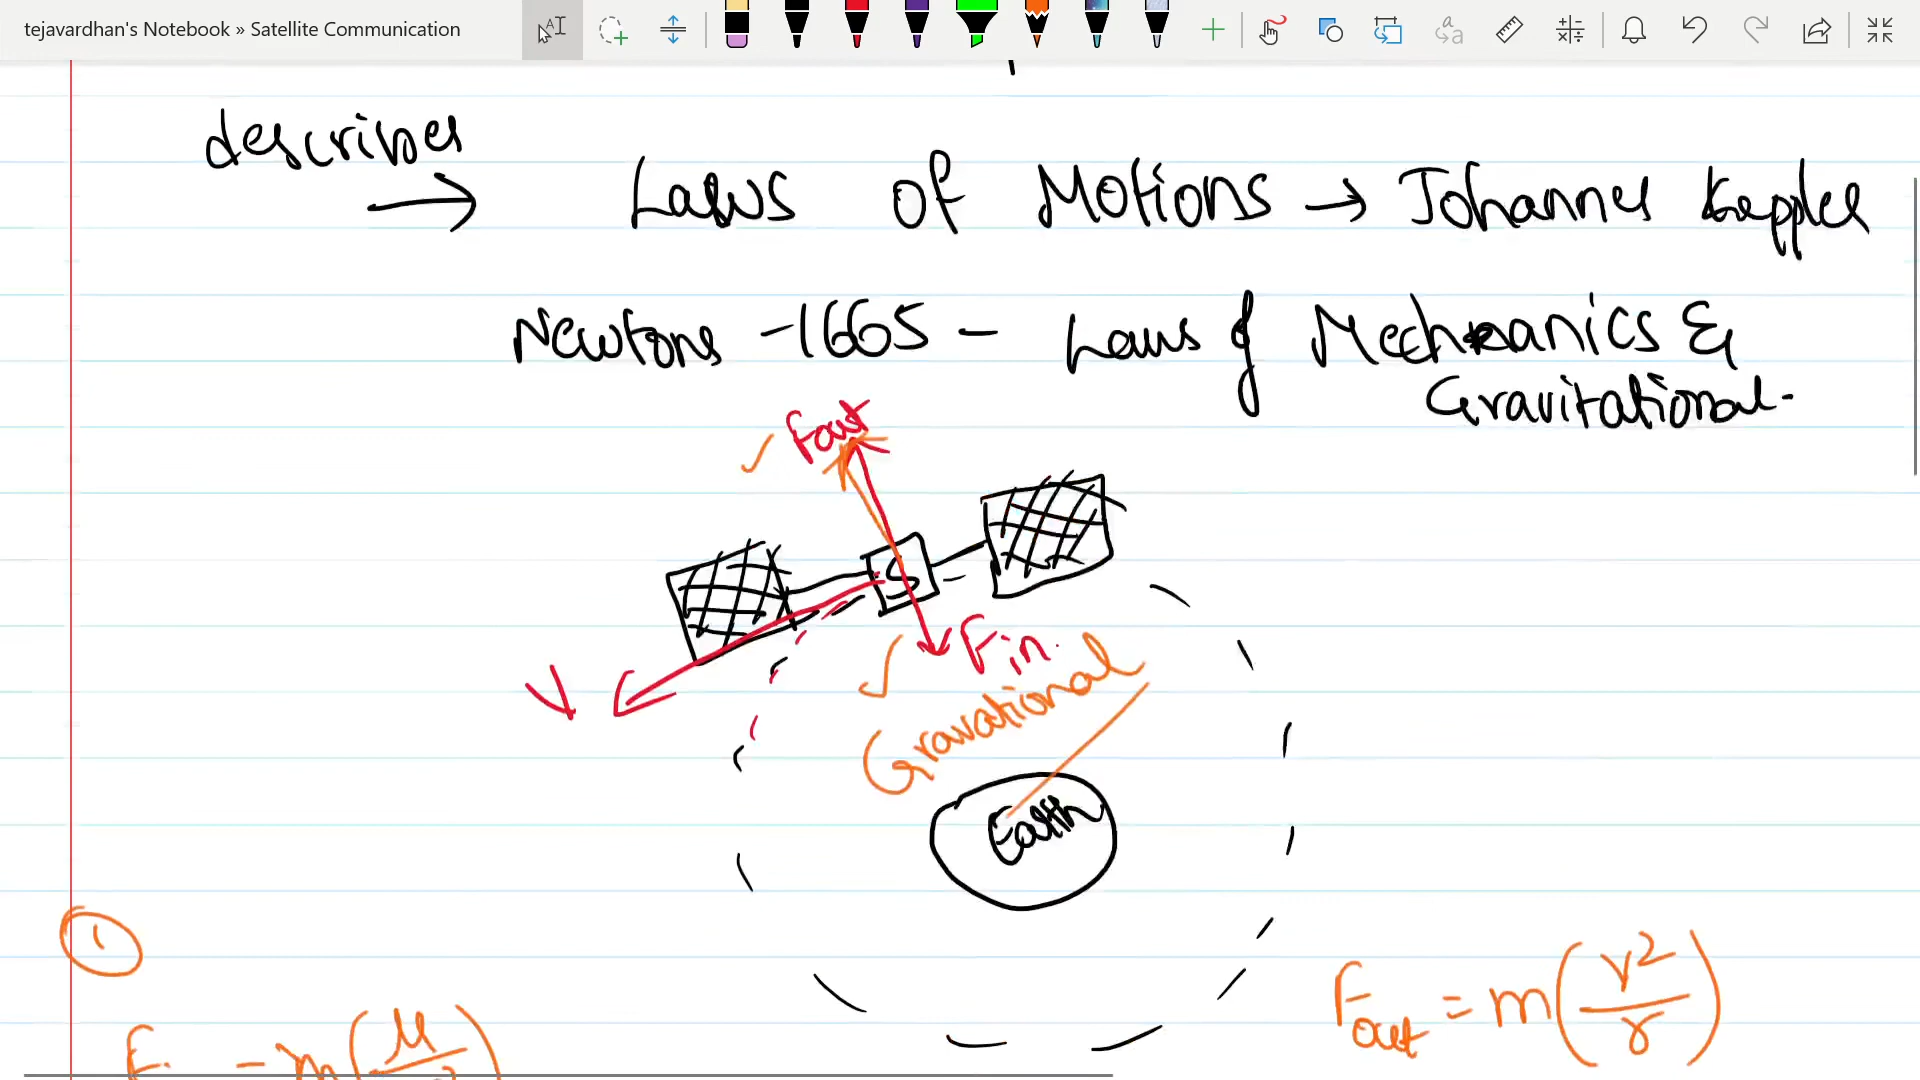 tejavardhan's Notebook » Satellite Communication
describes
→ Laws of Motions → Johannes Keppler
Newtons - 1665 - Laws of Mechanics &
Gravitational.
✓ Fout
S
✓ Fin.
V
Gravational
Earth
1
Fout = m(v²/r)
= m(μ